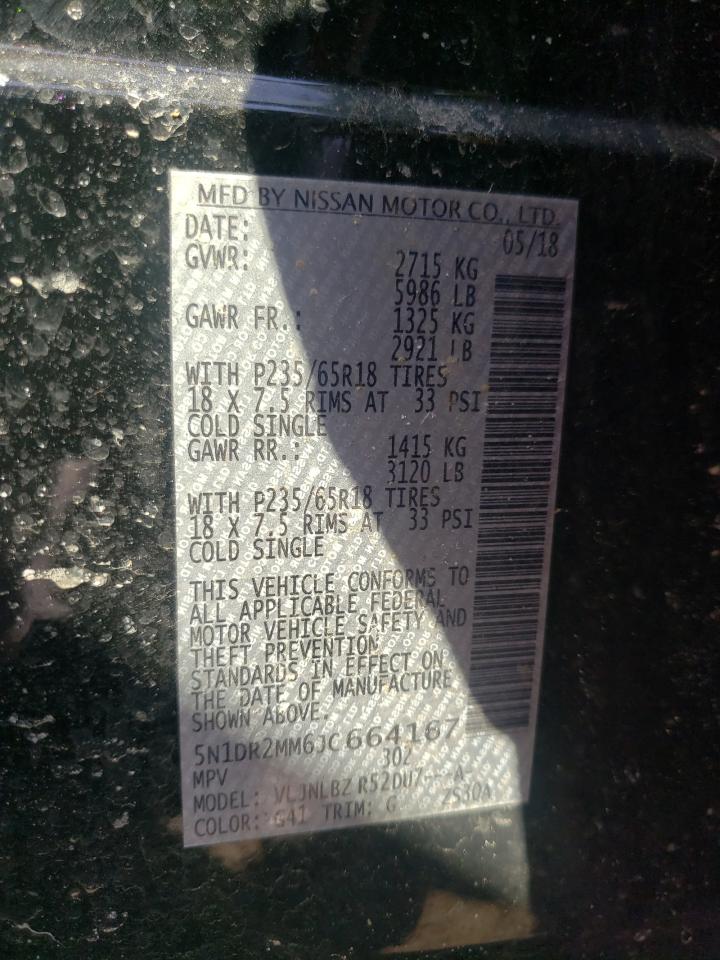 MFD BY NISSAN MOTOR CO., LTD.
DATE: 05/18
GVWR: 2715 KG
5986 LB
GAWR FR.: 1325 KG
2921 LB
WITH P235/65R18 TIRES
18 X 7.5 RIMS AT 33 PSI
COLD SINGLE
GAWR RR.: 1415 KG
3120 LB
WITH P235/65R18 TIRES
18 X 7.5 RIMS AT 33 PSI
COLD SINGLE
THIS VEHICLE CONFORMS TO
ALL APPLICABLE FEDERAL
MOTOR VEHICLE SAFETY AND
THEFT PREVENTION
STANDARDS IN EFFECT ON
THE DATE OF MANUFACTURE
SHOWN ABOVE.
5N1DR2MM6JC664167
302
MPV
MODEL: VLJNLBZ R52DU7---A-
COLOR: G41 TRIM: G 2S30A